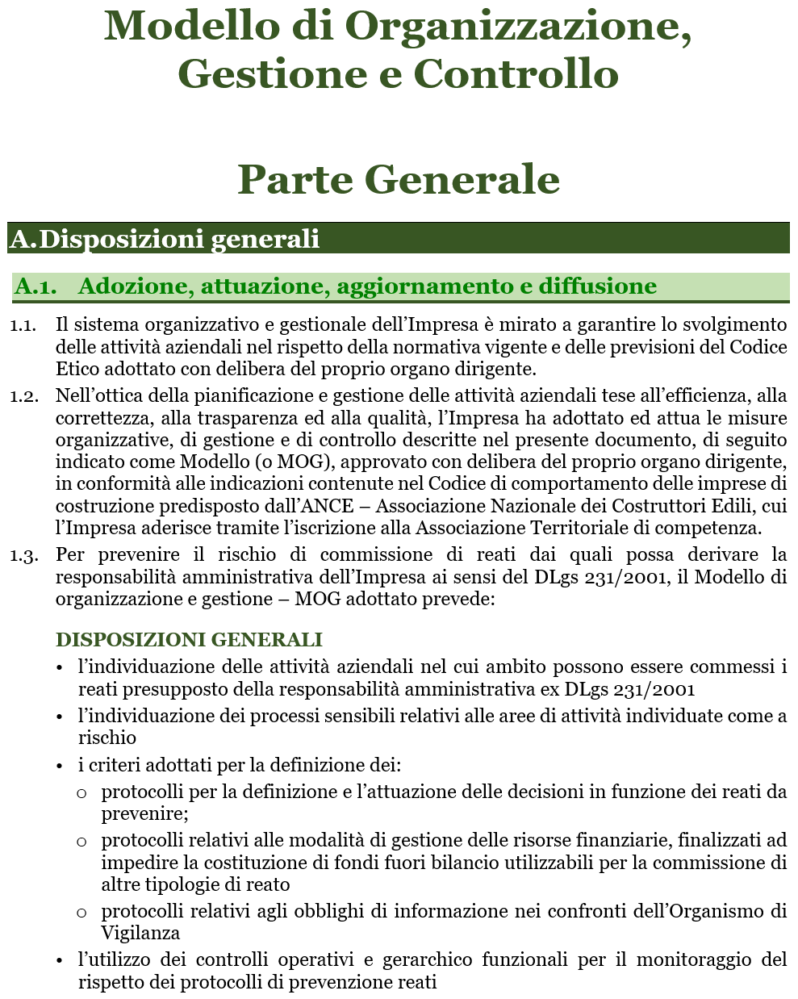 Modello di Organizzazione,
Gestione e Controllo
Parte Generale
A.Disposizioni generali
A.1. Adozione, attuazione, aggiornamento e diffusione
1.1. Il sistema organizzativo e gestionale dell’Impresa è mirato a garantire lo svolgimento
delle attività aziendali nel rispetto della normativa vigente e delle previsioni del Codice
Etico adottato con delibera del proprio organo dirigente.
1.2. Nell’ottica della pianificazione e gestione delle attività aziendali tese all’efficienza, alla
correttezza, alla trasparenza ed alla qualità, l’Impresa ha adottato ed attua le misure
organizzative, di gestione e di controllo descritte nel presente documento, di seguito
indicato come Modello (o MOG), approvato con delibera del proprio organo dirigente,
in conformità alle indicazioni contenute nel Codice di comportamento delle imprese di
costruzione predisposto dall’ANCE – Associazione Nazionale dei Costruttori Edili, cui
l’Impresa aderisce tramite l’iscrizione alla Associazione Territoriale di competenza.
1.3. Per prevenire il rischio di commissione di reati dai quali possa derivare la
responsabilità amministrativa dell’Impresa ai sensi del DLgs 231/2001, il Modello di
organizzazione e gestione – MOG adottato prevede:
DISPOSIZIONI GENERALI
• l’individuazione delle attività aziendali nel cui ambito possono essere commessi i
reati presupposto della responsabilità amministrativa ex DLgs 231/2001
• l’individuazione dei processi sensibili relativi alle aree di attività individuate come a
rischio
• i criteri adottati per la definizione dei:
o protocolli per la definizione e l’attuazione delle decisioni in funzione dei reati da
prevenire;
o protocolli relativi alle modalità di gestione delle risorse finanziarie, finalizzati ad
impedire la costituzione di fondi fuori bilancio utilizzabili per la commissione di
altre tipologie di reato
o protocolli relativi agli obblighi di informazione nei confronti dell’Organismo di
Vigilanza
• l’utilizzo dei controlli operativi e gerarchico funzionali per il monitoraggio del
rispetto dei protocolli di prevenzione reati